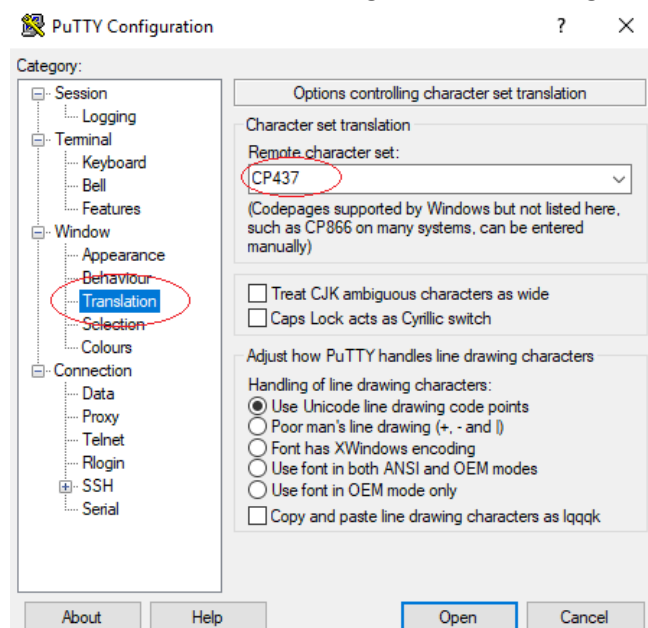 PuTTY Configuration ? ×
Category:
Session
Logging
Terminal
Keyboard
Bell
Features
Window
Appearance
Behaviour
Translation
Selection
Colours
Connection
Data
Proxy
Telnet
Rlogin
SSH
Serial
Options controlling character set translation
Character set translation
Remote character set:
CP437
(Codepages supported by Windows but not listed here,
such as CP866 on many systems, can be entered
manually)
Treat CJK ambiguous characters as wide
Caps Lock acts as Cyrillic switch
Adjust how PuTTY handles line drawing characters
Handling of line drawing characters:
Use Unicode line drawing code points
Poor man's line drawing (+, - and |)
Font has XWindows encoding
Use font in both ANSI and OEM modes
Use font in OEM mode only
Copy and paste line drawing characters as lqqqk
About Help Open Cancel